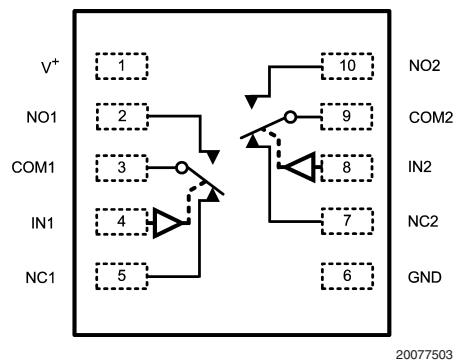 V+ 1 10 NO2
NO1 2 9 COM2
COM1 3 8 IN2
IN1 4 7 NC2
NC1 5 6 GND
20077503